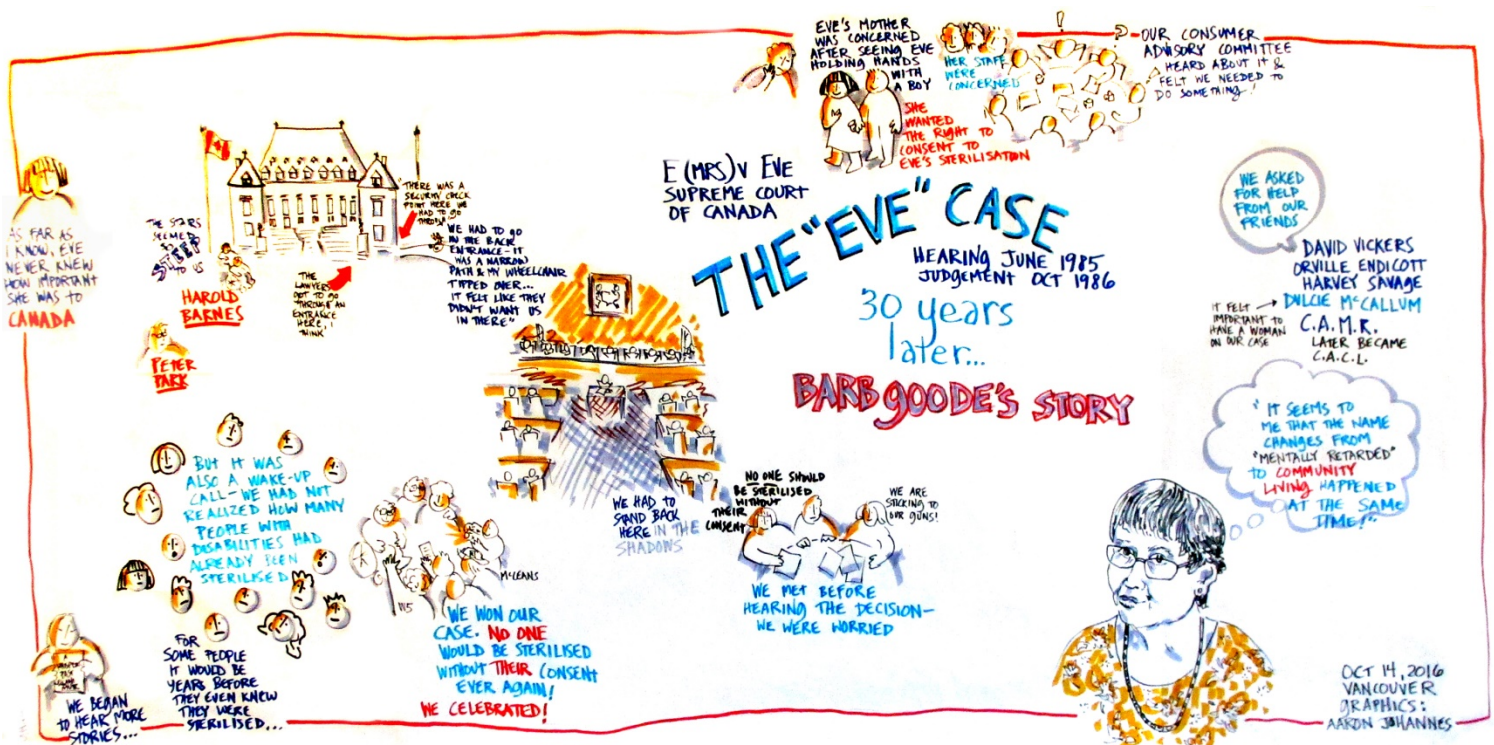 EVE'S MOTHER
WAS CONCERNED
AFTER SEEING EVE
HOLDING HANDS
WITH
A BOY
HER STAFF
WERE
CONCERNED
!
?
OUR CONSUMER
ADVISORY COMMITTEE
HEARD ABOUT IT &
FELT WE NEEDED TO
DO SOMETHING!
SHE
WANTED
THE RIGHT TO
CONSENT TO
EVE'S STERILISATION
E (MRS) V EVE
SUPREME COURT
OF CANADA
THE "EVE" CASE
HEARING JUNE 1985
JUDGEMENT OCT 1986
30 years
later...
BARB GOODE'S STORY
WE ASKED
FOR HELP
FROM OUR
FRIENDS
DAVID VICKERS
ORVILLE ENDICOTT
HARVEY SAVAGE
DULCIE McCALLUM
C.A.M.R.
LATER BECAME
C.A.C.L.
IT FELT
IMPORTANT TO
HAVE A WOMAN
ON OUR CASE
"IT SEEMS TO
ME THAT THE NAME
CHANGES FROM
"MENTALLY RETARDED"
TO COMMUNITY
LIVING HAPPENED
AT THE SAME
TIME!"
NO ONE SHOULD
BE STERILISED
WITHOUT
THEIR
CONSENT
WE ARE
STICKING TO
OUR GUNS!
WE MET BEFORE
HEARING THE DECISION-
WE WERE WORRIED
"THERE WAS A
SECURITY CHECK
POINT HERE WE
HAD TO GO
THROUGH
WE HAD TO GO
IN THE BACK
ENTRANCE - IT
WAS A NARROW
PATH & MY WHEELCHAIR
TIPPED OVER...
IT FELT LIKE THEY
DIDN'T WANT US
IN THERE"
THE STAIRS
SEEMED
SO
STEEP
TO US
HAROLD
BARNES
THE
LAWYERS
GOT TO GO
THROUGH AN
ENTRANCE
HERE, I
THINK
PETER
PARK
AS FAR AS
I KNOW, EVE
NEVER KNEW
HOW IMPORTANT
SHE WAS TO
CANADA
WE HAD TO
STAND BACK
HERE IN THE
SHADOWS
W5
McLEANS
WE WON OUR
CASE. NO ONE
WOULD BE STERILISED
WITHOUT THEIR CONSENT
EVER AGAIN!
WE CELEBRATED!
BUT IT WAS
ALSO A WAKE-UP
CALL - WE HAD NOT
REALIZED HOW MANY
PEOPLE WITH
DISABILITIES HAD
ALREADY BEEN
STERILISED
FOR
SOME PEOPLE
IT WOULD BE
YEARS BEFORE
THEY EVEN KNEW
THEY WERE
STERILISED...
WE BEGAN
TO HEAR MORE
STORIES...
OCT 14, 2016
VANCOUVER
GRAPHICS:
AARON JOHANNES